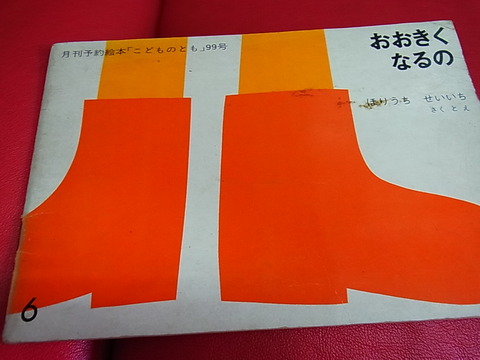 月刊予約絵本「こどものとも」99号
おおきく
なるの
ほりうち せいいち
さくとえ
6